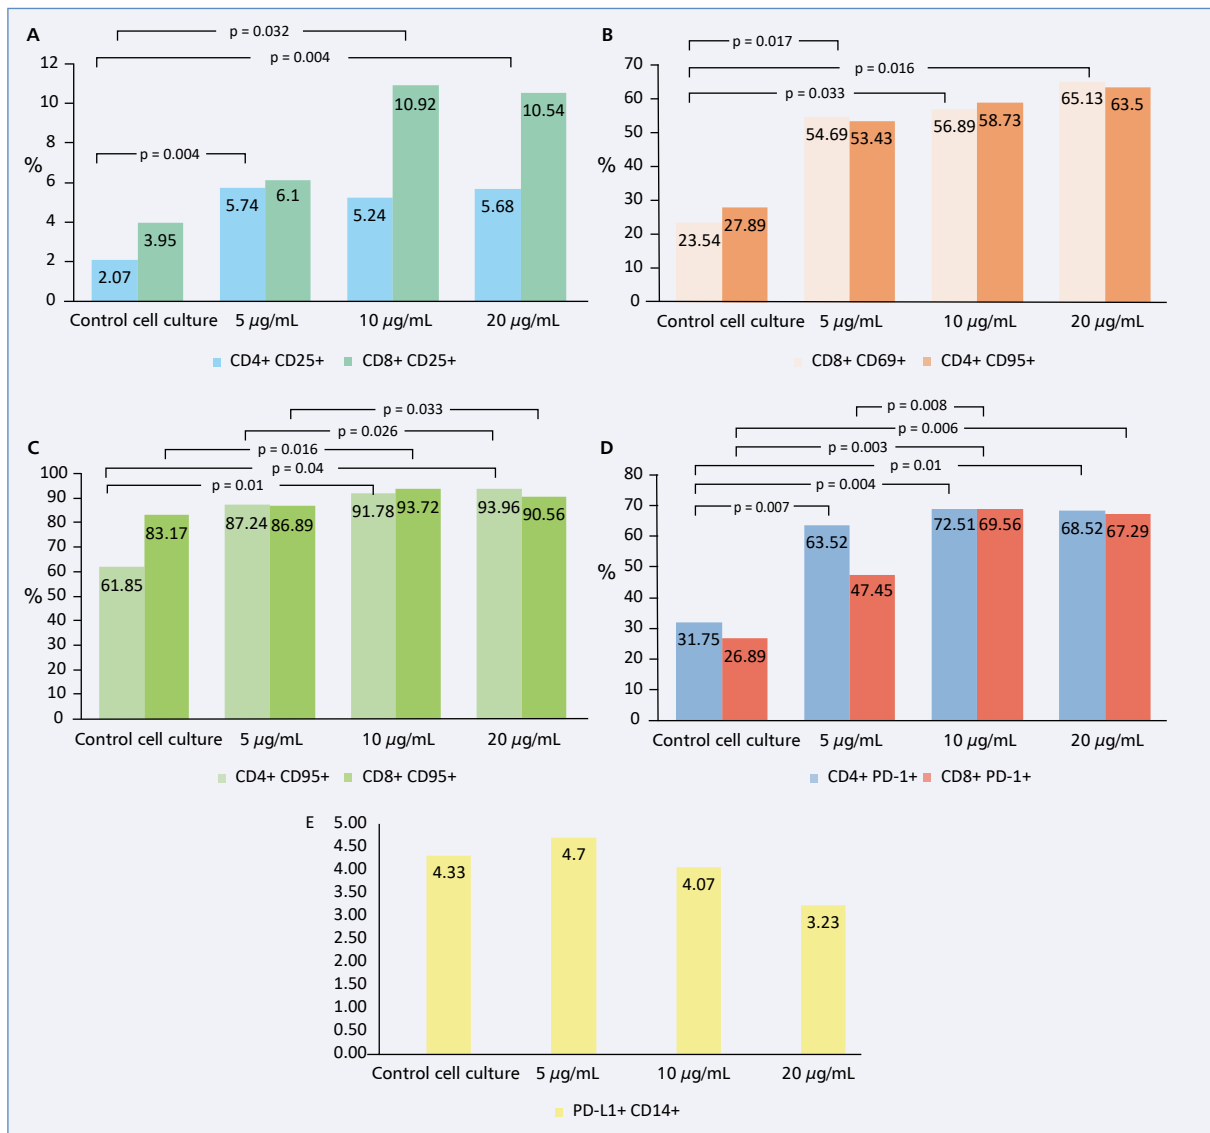 A
p = 0.032
p = 0.004
p = 0.004
12
10
8
6
4
2
0
%
2.07
3.95
5.74
6.1
5.24
10.92
5.68
10.54
Control cell culture
5 µg/mL
10 µg/mL
20 µg/mL
CD4+ CD25+
CD8+ CD25+
B
p = 0.017
p = 0.016
p = 0.033
70
60
50
40
30
20
10
0
%
23.54
27.89
54.69
53.43
56.89
58.73
65.13
63.5
Control cell culture
5 µg/mL
10 µg/mL
20 µg/mL
CD8+ CD69+
CD4+ CD95+
C
p = 0.033
p = 0.026
p = 0.016
p = 0.04
p = 0.01
100
90
80
70
60
50
40
30
20
10
0
%
61.85
83.17
87.24
86.89
91.78
93.72
93.96
90.56
Control cell culture
5 µg/mL
10 µg/mL
20 µg/mL
CD4+ CD95+
CD8+ CD95+
D
p = 0.008
p = 0.006
p = 0.003
p = 0.01
p = 0.004
p = 0.007
80
70
60
50
40
30
20
10
0
%
31.75
26.89
63.52
47.45
72.51
69.56
68.52
67.29
Control cell culture
5 µg/mL
10 µg/mL
20 µg/mL
CD4+ PD-1+
CD8+ PD-1+
E
5.00
4.50
4.00
3.50
3.00
2.50
2.00
1.50
1.00
0.50
0.00
4.33
4.7
4.07
3.23
Control cell culture
5 µg/mL
10 µg/mL
20 µg/mL
PD-L1+ CD14+